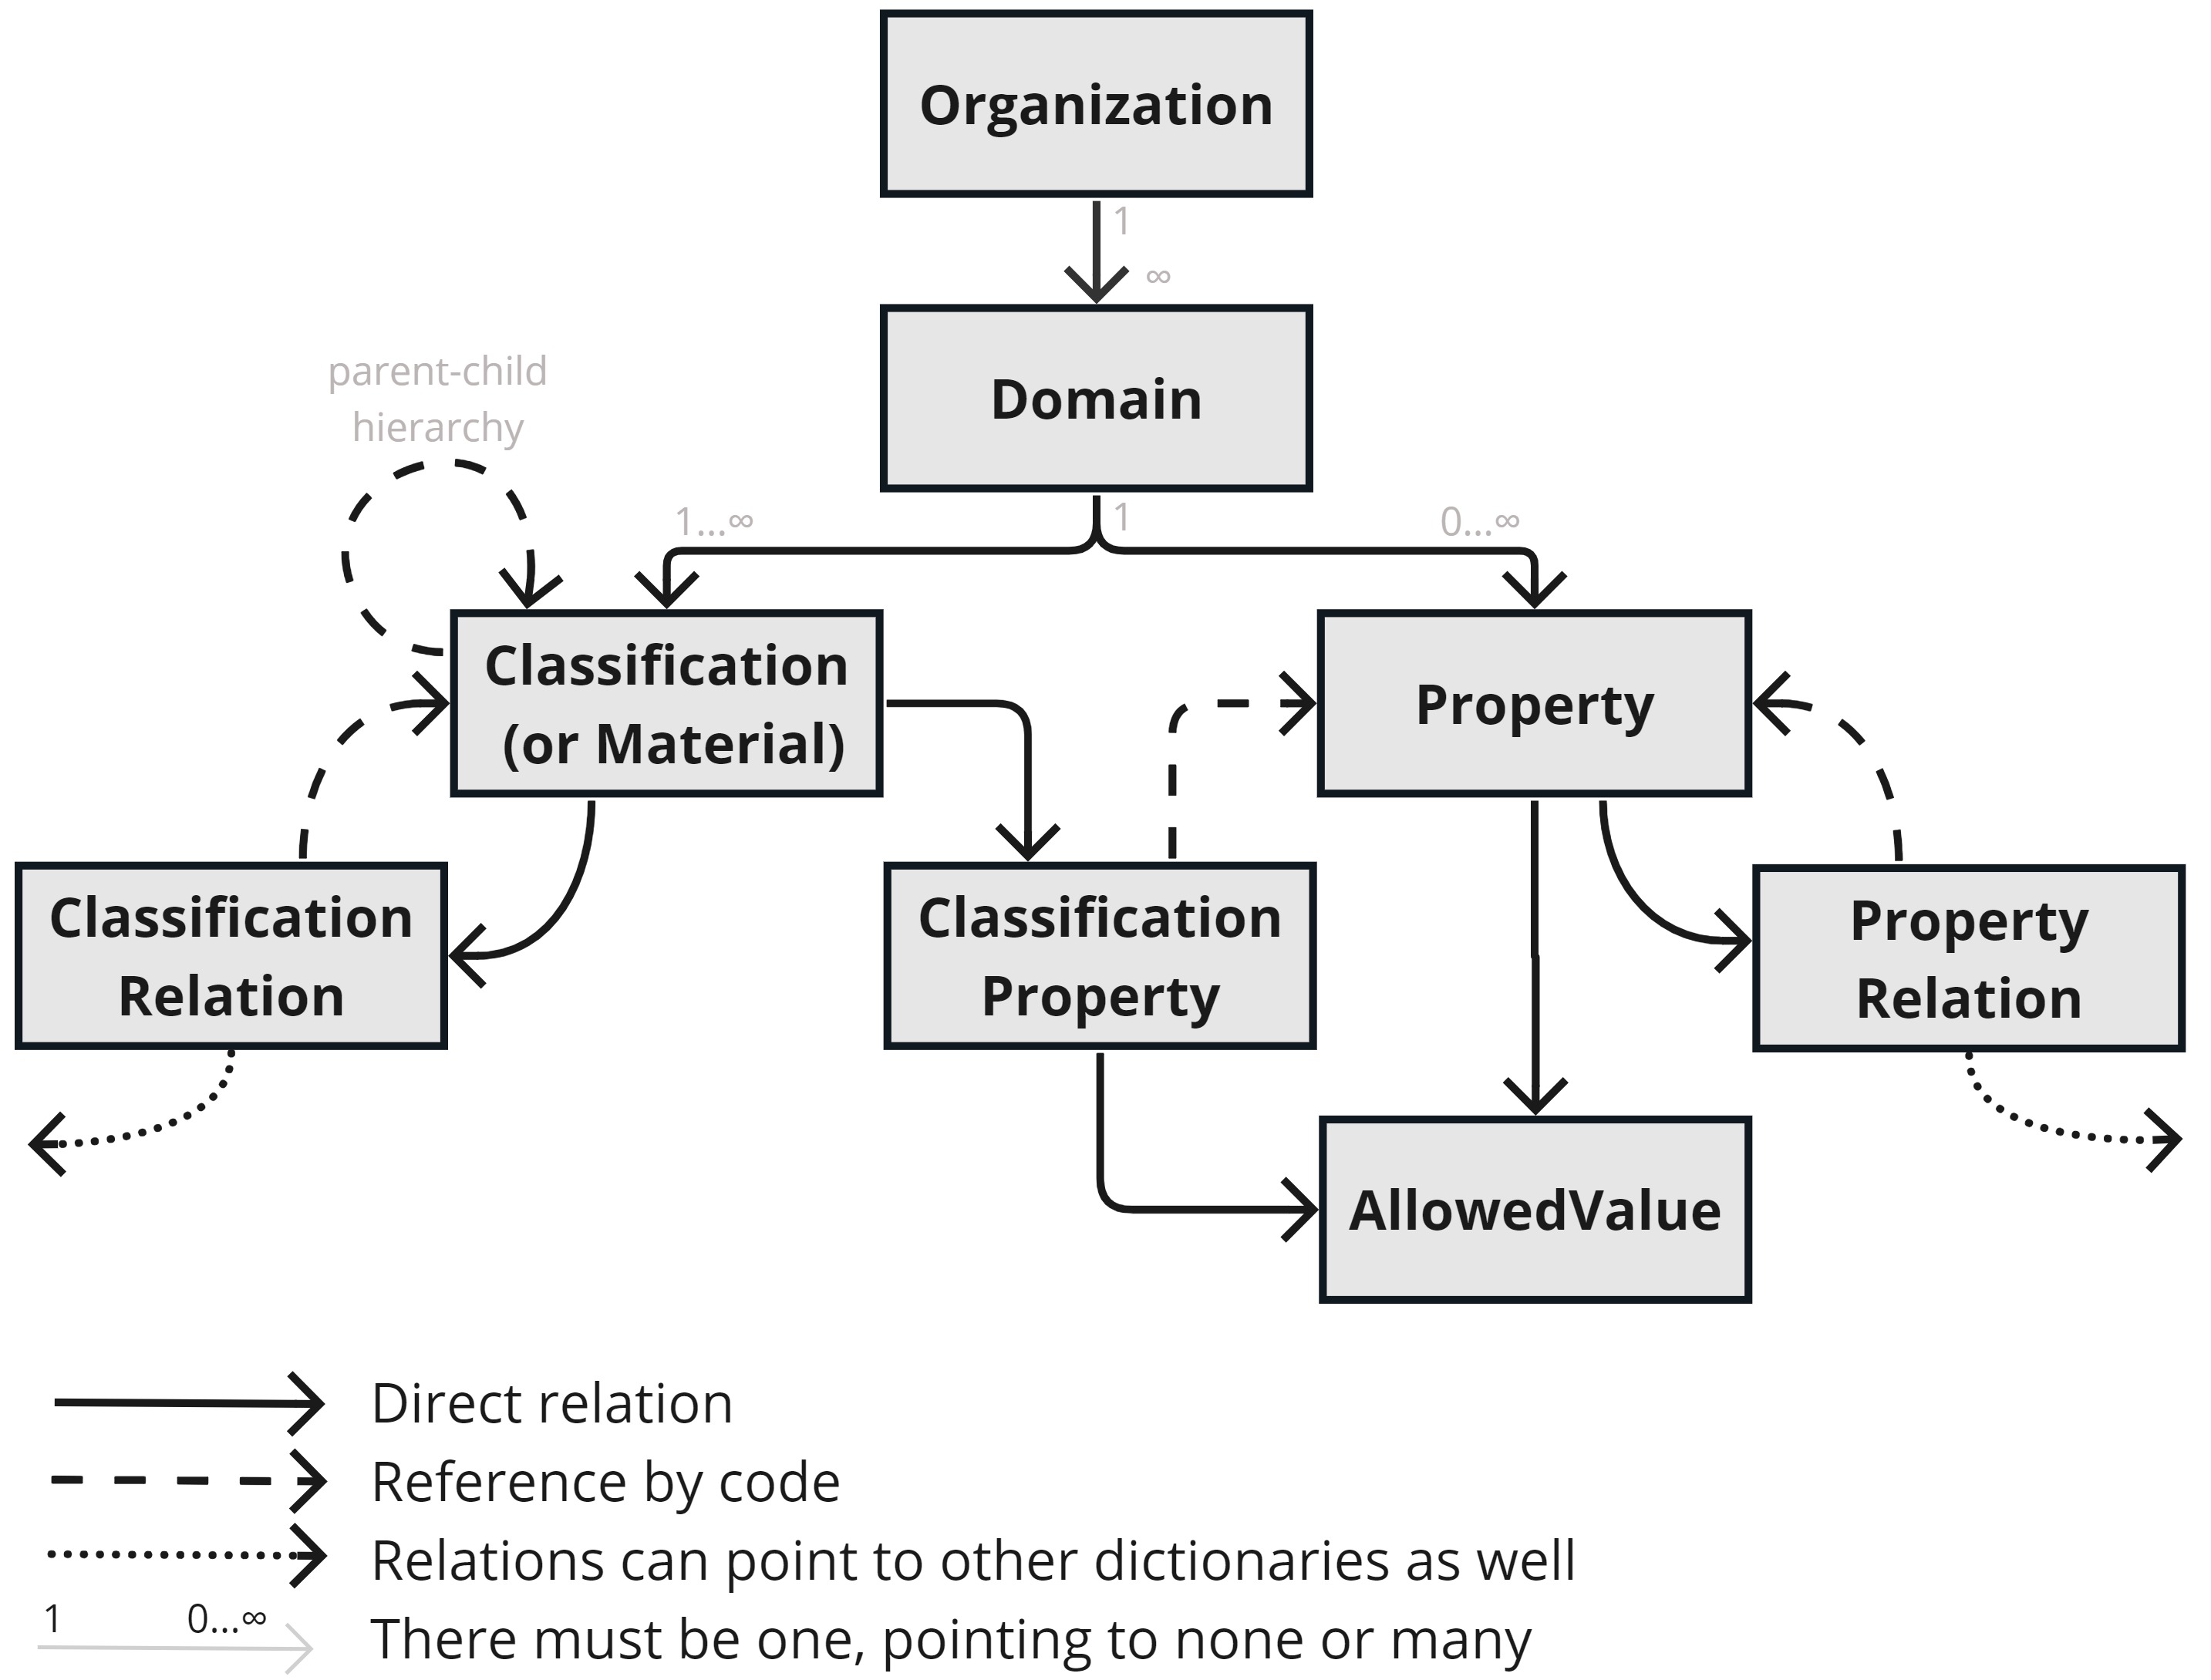 Organization
1
∞
Domain
parent-child
hierarchy
1...∞
1
0...∞
Classification
(or Material)
Property
Classification
Relation
Classification
Property
Property
Relation
AllowedValue
Direct relation
Reference by code
Relations can point to other dictionaries as well
1 0...∞
There must be one, pointing to none or many